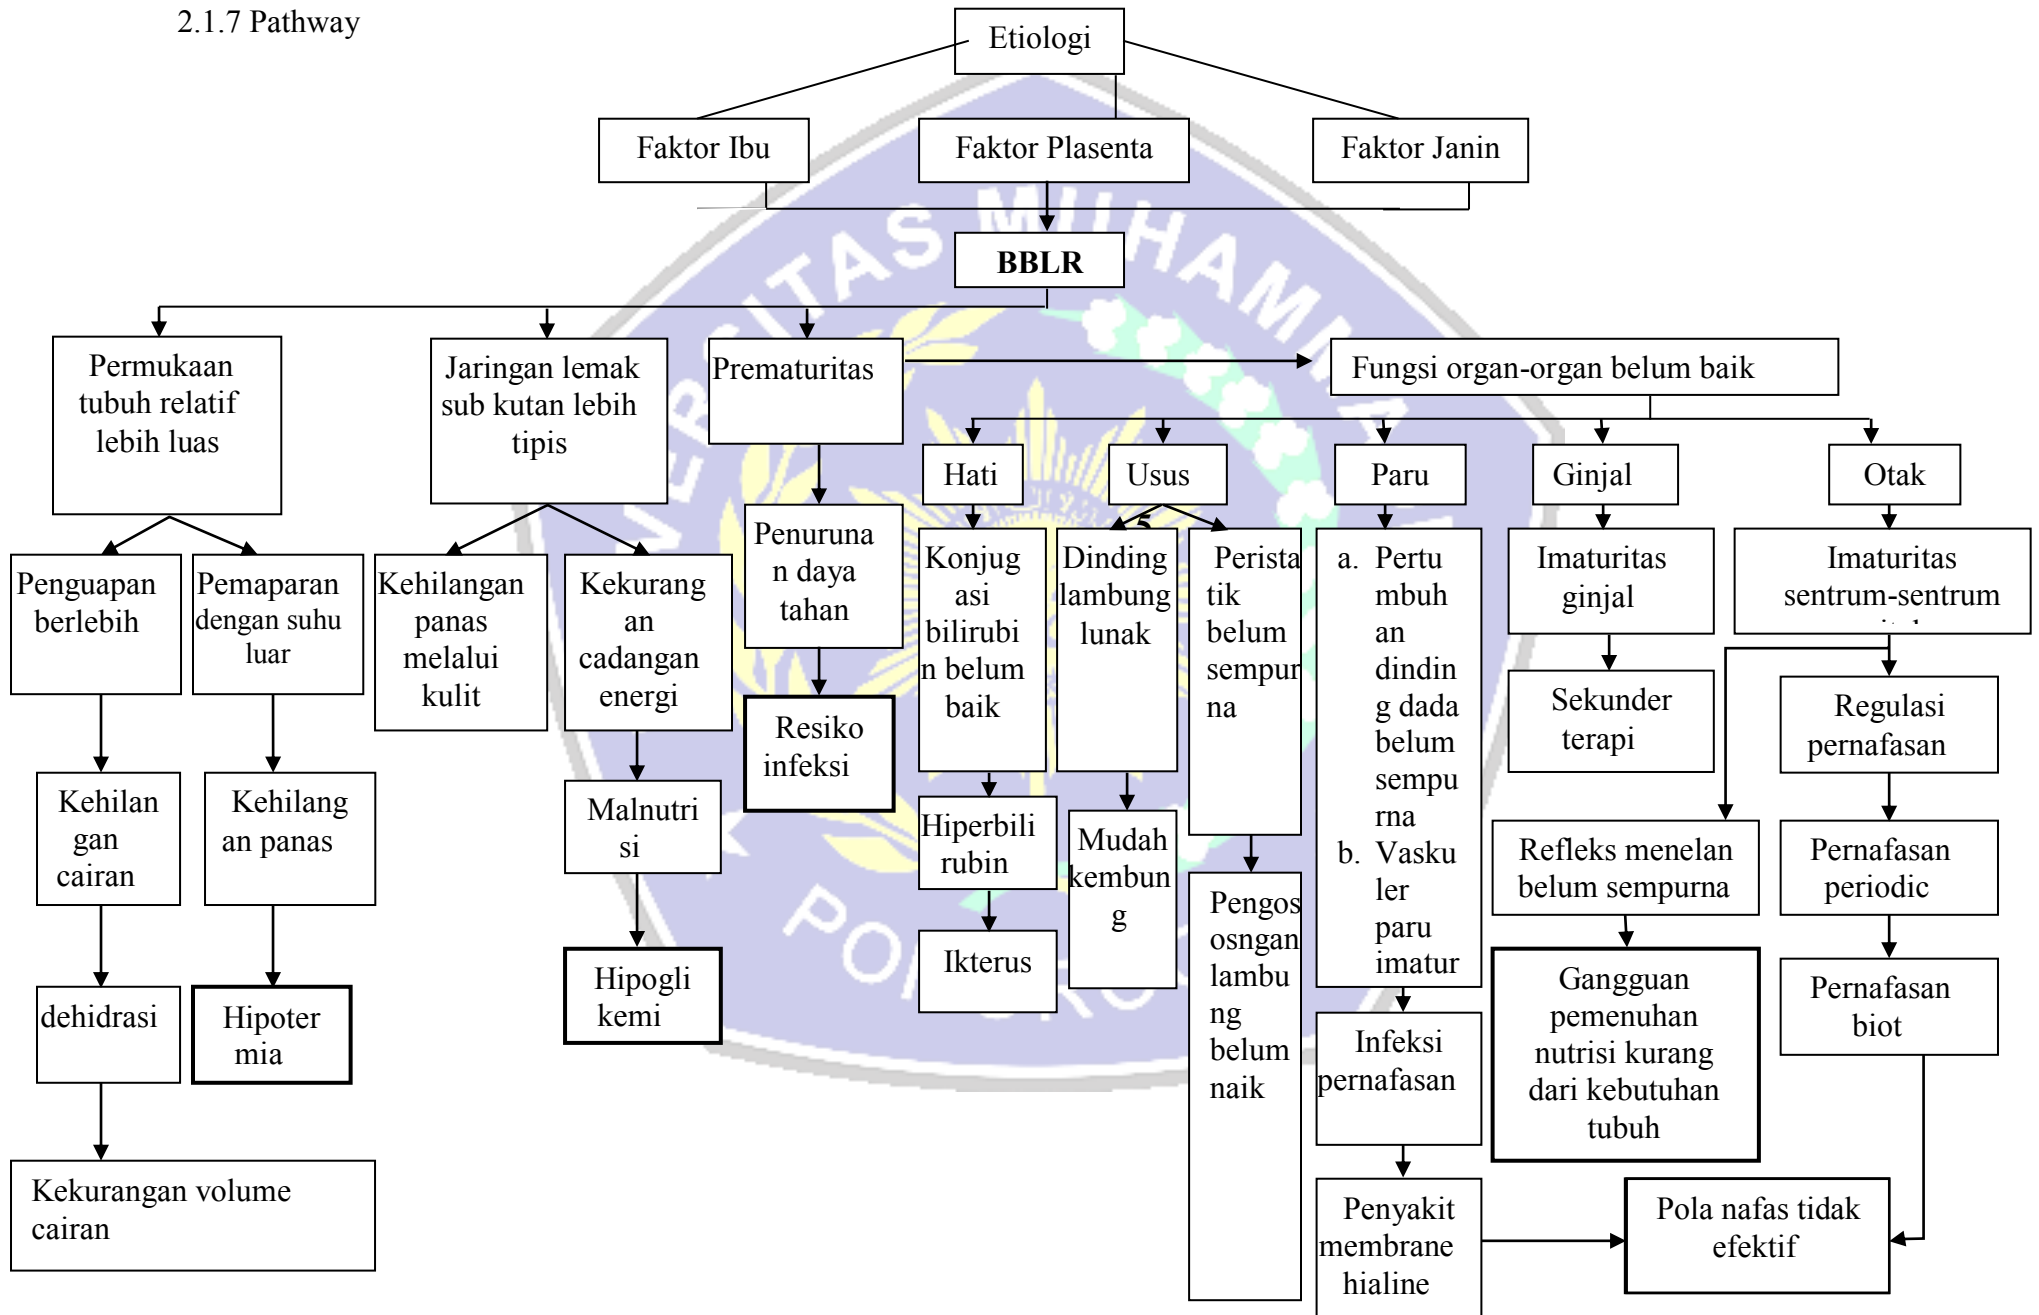 2.1.7 Pathway
Etiologi
Faktor Ibu
Faktor Plasenta
Faktor Janin
BBLR
Permukaan
tubuh relatif
lebih luas
Jaringan lemak
sub kutan lebih
tipis
Prematuritas
Fungsi organ-organ belum baik
Hati
Usus
Paru
Ginjal
Otak
5
Penguapan
berlebih
Pemaparan
dengan suhu
luar
Kehilangan
panas
melalui
kulit
Kekurang
an
cadangan
energi
Penuruna
n daya
tahan
Konjug
asi
bilirubi
n belum
baik
Dinding
lambung
lunak
Perista
tik
belum
sempur
na
a. Pertu
mbuh
an
dindin
g dada
belum
sempu
rna
b. Vasku
ler
paru
imatur
Imaturitas
ginjal
Imaturitas
sentrum-sentrum
Resiko
infeksi
Sekunder
terapi
Regulasi
pernafasan
Kehilan
gan
cairan
Kehilang
an panas
Malnutri
si
Hiperbili
rubin
Mudah
kembun
g
Refleks menelan
belum sempurna
Pernafasan
periodic
Pengos
osngan
lambu
ng
belum
naik
Ikterus
Hipogli
kemi
dehidrasi
Hipoter
mia
Infeksi
pernafasan
Gangguan
pemenuhan
nutrisi kurang
dari kebutuhan
tubuh
Pernafasan
biot
Kekurangan volume
cairan
Penyakit
membrane
hialine
Pola nafas tidak
efektif